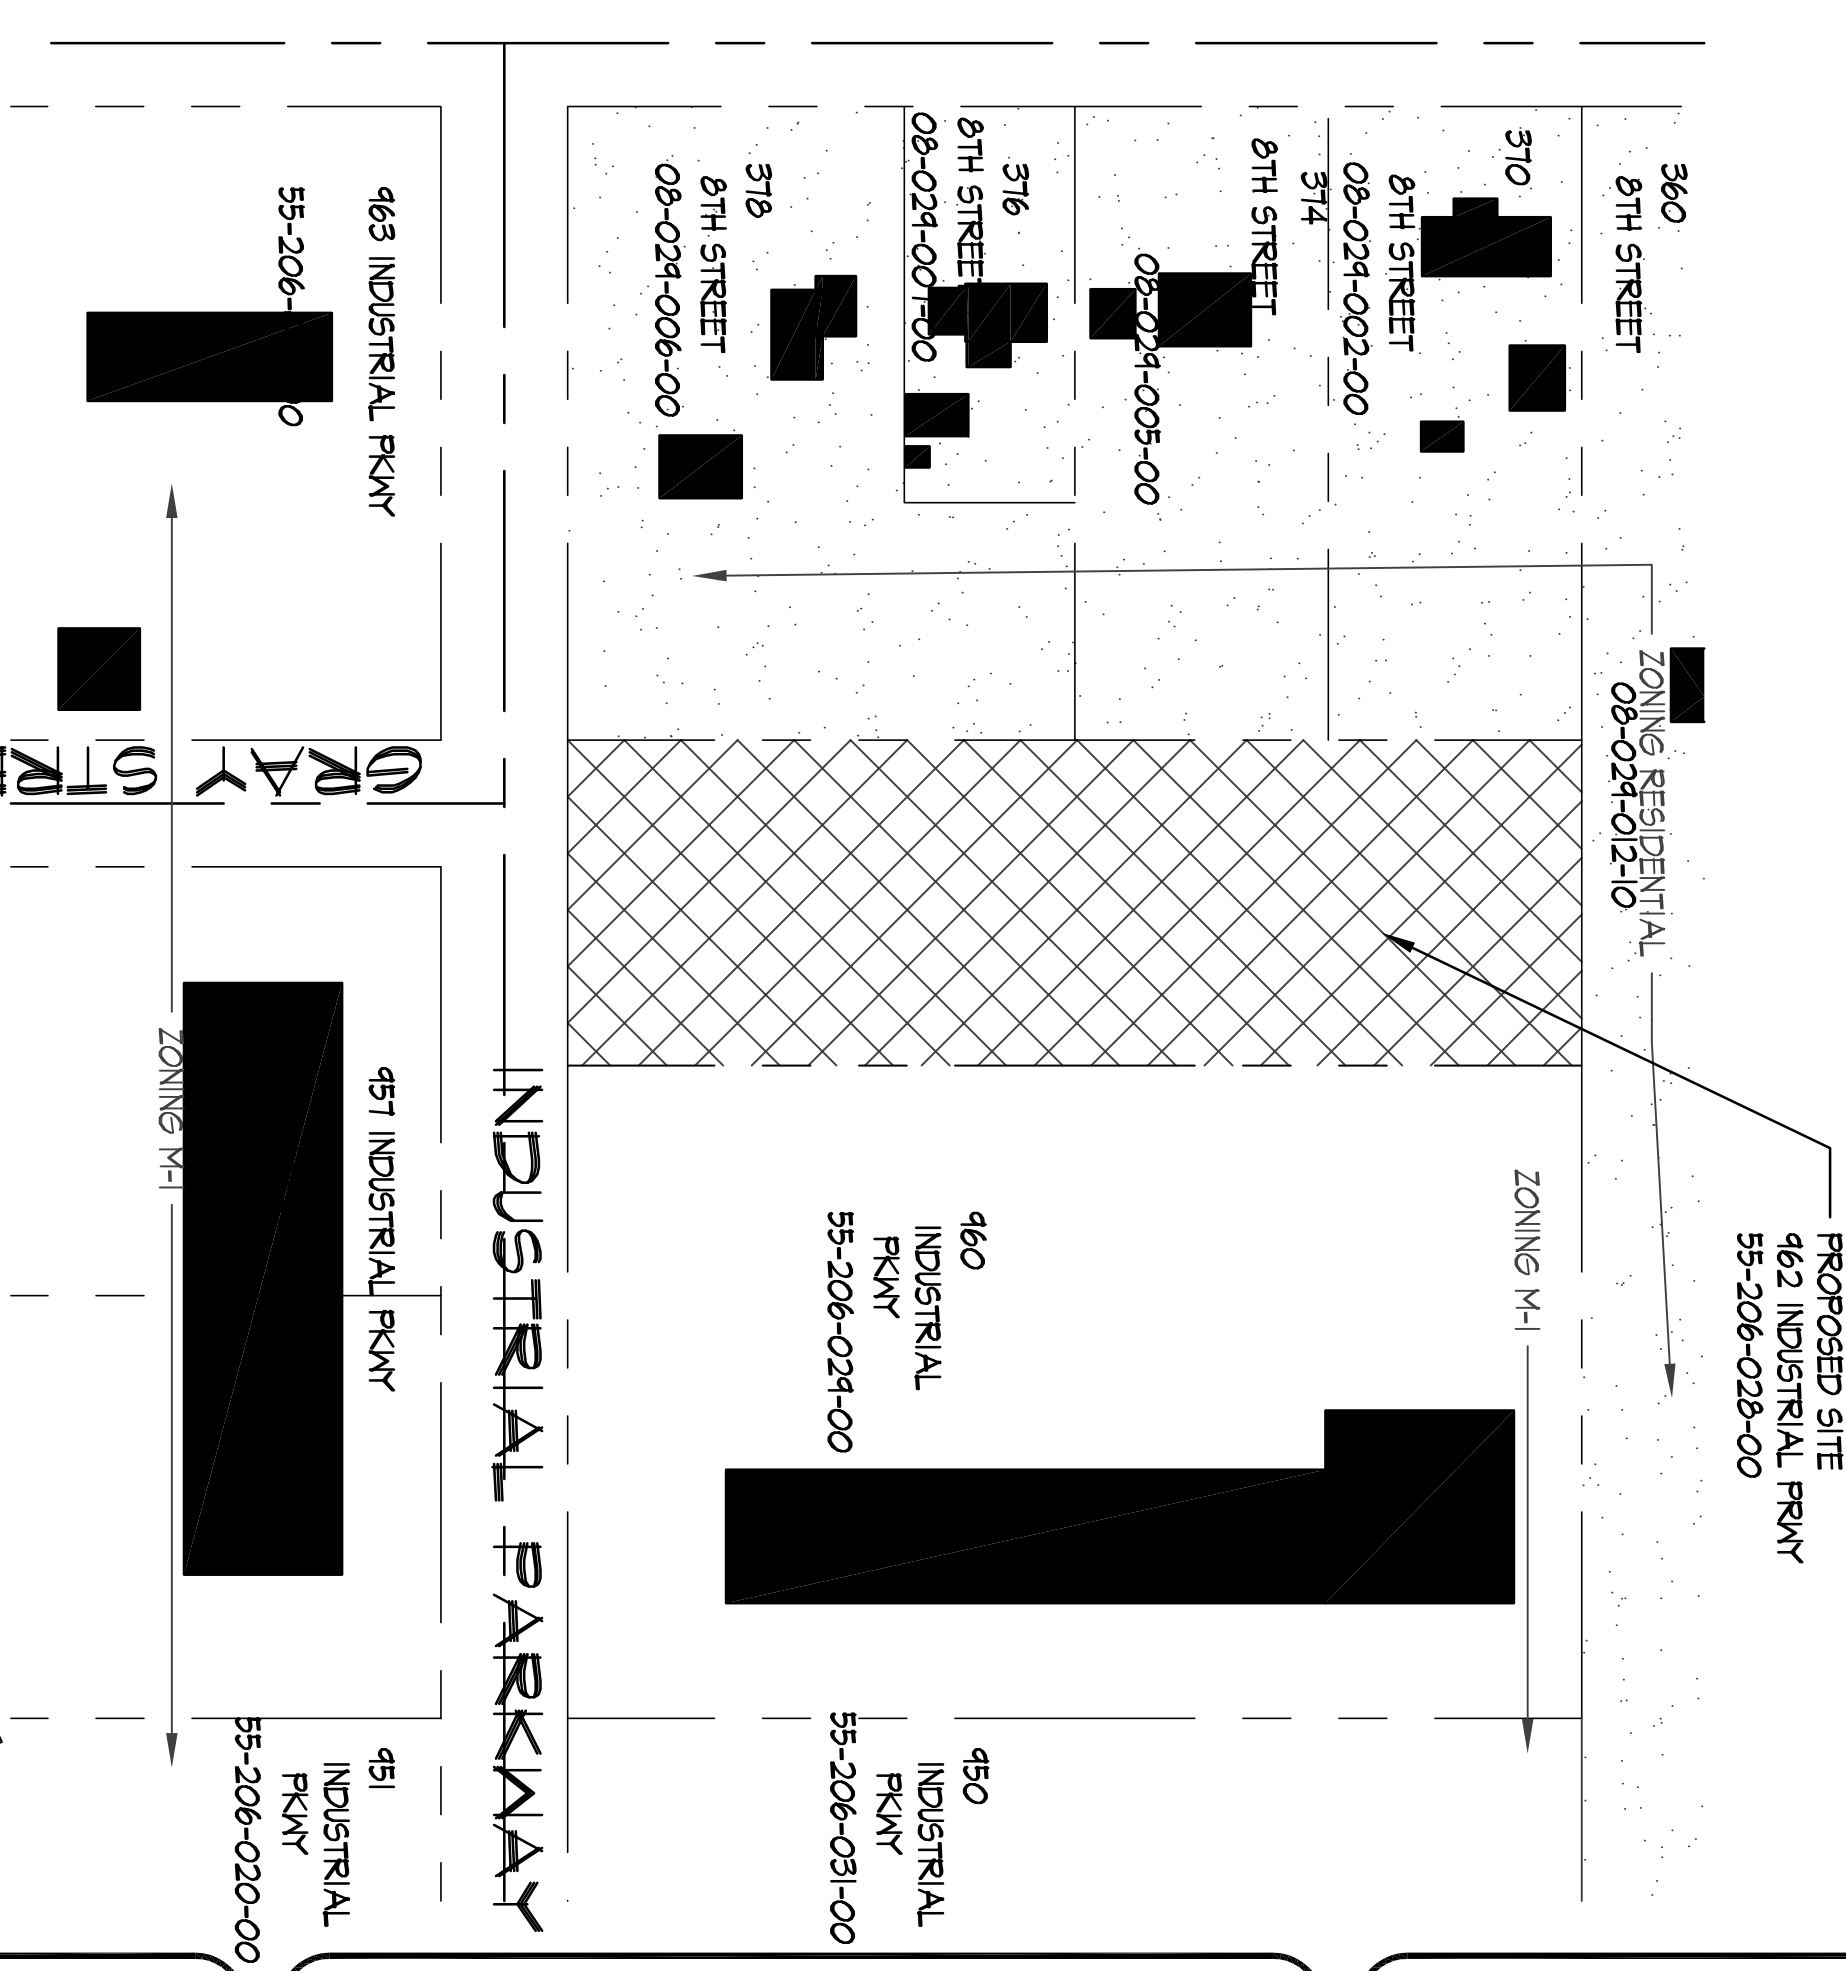 360
8TH STREET
08-029-012-10
370
8TH STREET
08-029-002-00
374
8TH STREET
08-029-005-00
376
8TH STREET
08-029-001-00
378
8TH STREET
08-029-006-00
963 INDUSTRIAL PKWY
55-206-
ZONING RESIDENTIAL
GRAY
PROPOSED SITE
962 INDUSTRIAL PRWY
55-206-028-00
ZONING M-1
960
INDUSTRIAL
PKWY
55-206-029-00
INDUSTRIAL PARKWAY
957 INDUSTRIAL PKWY
ZONING M-1
950
INDUSTRIAL
PKWY
55-206-031-00
951
INDUSTRIAL
PKWY
55-206-020-00